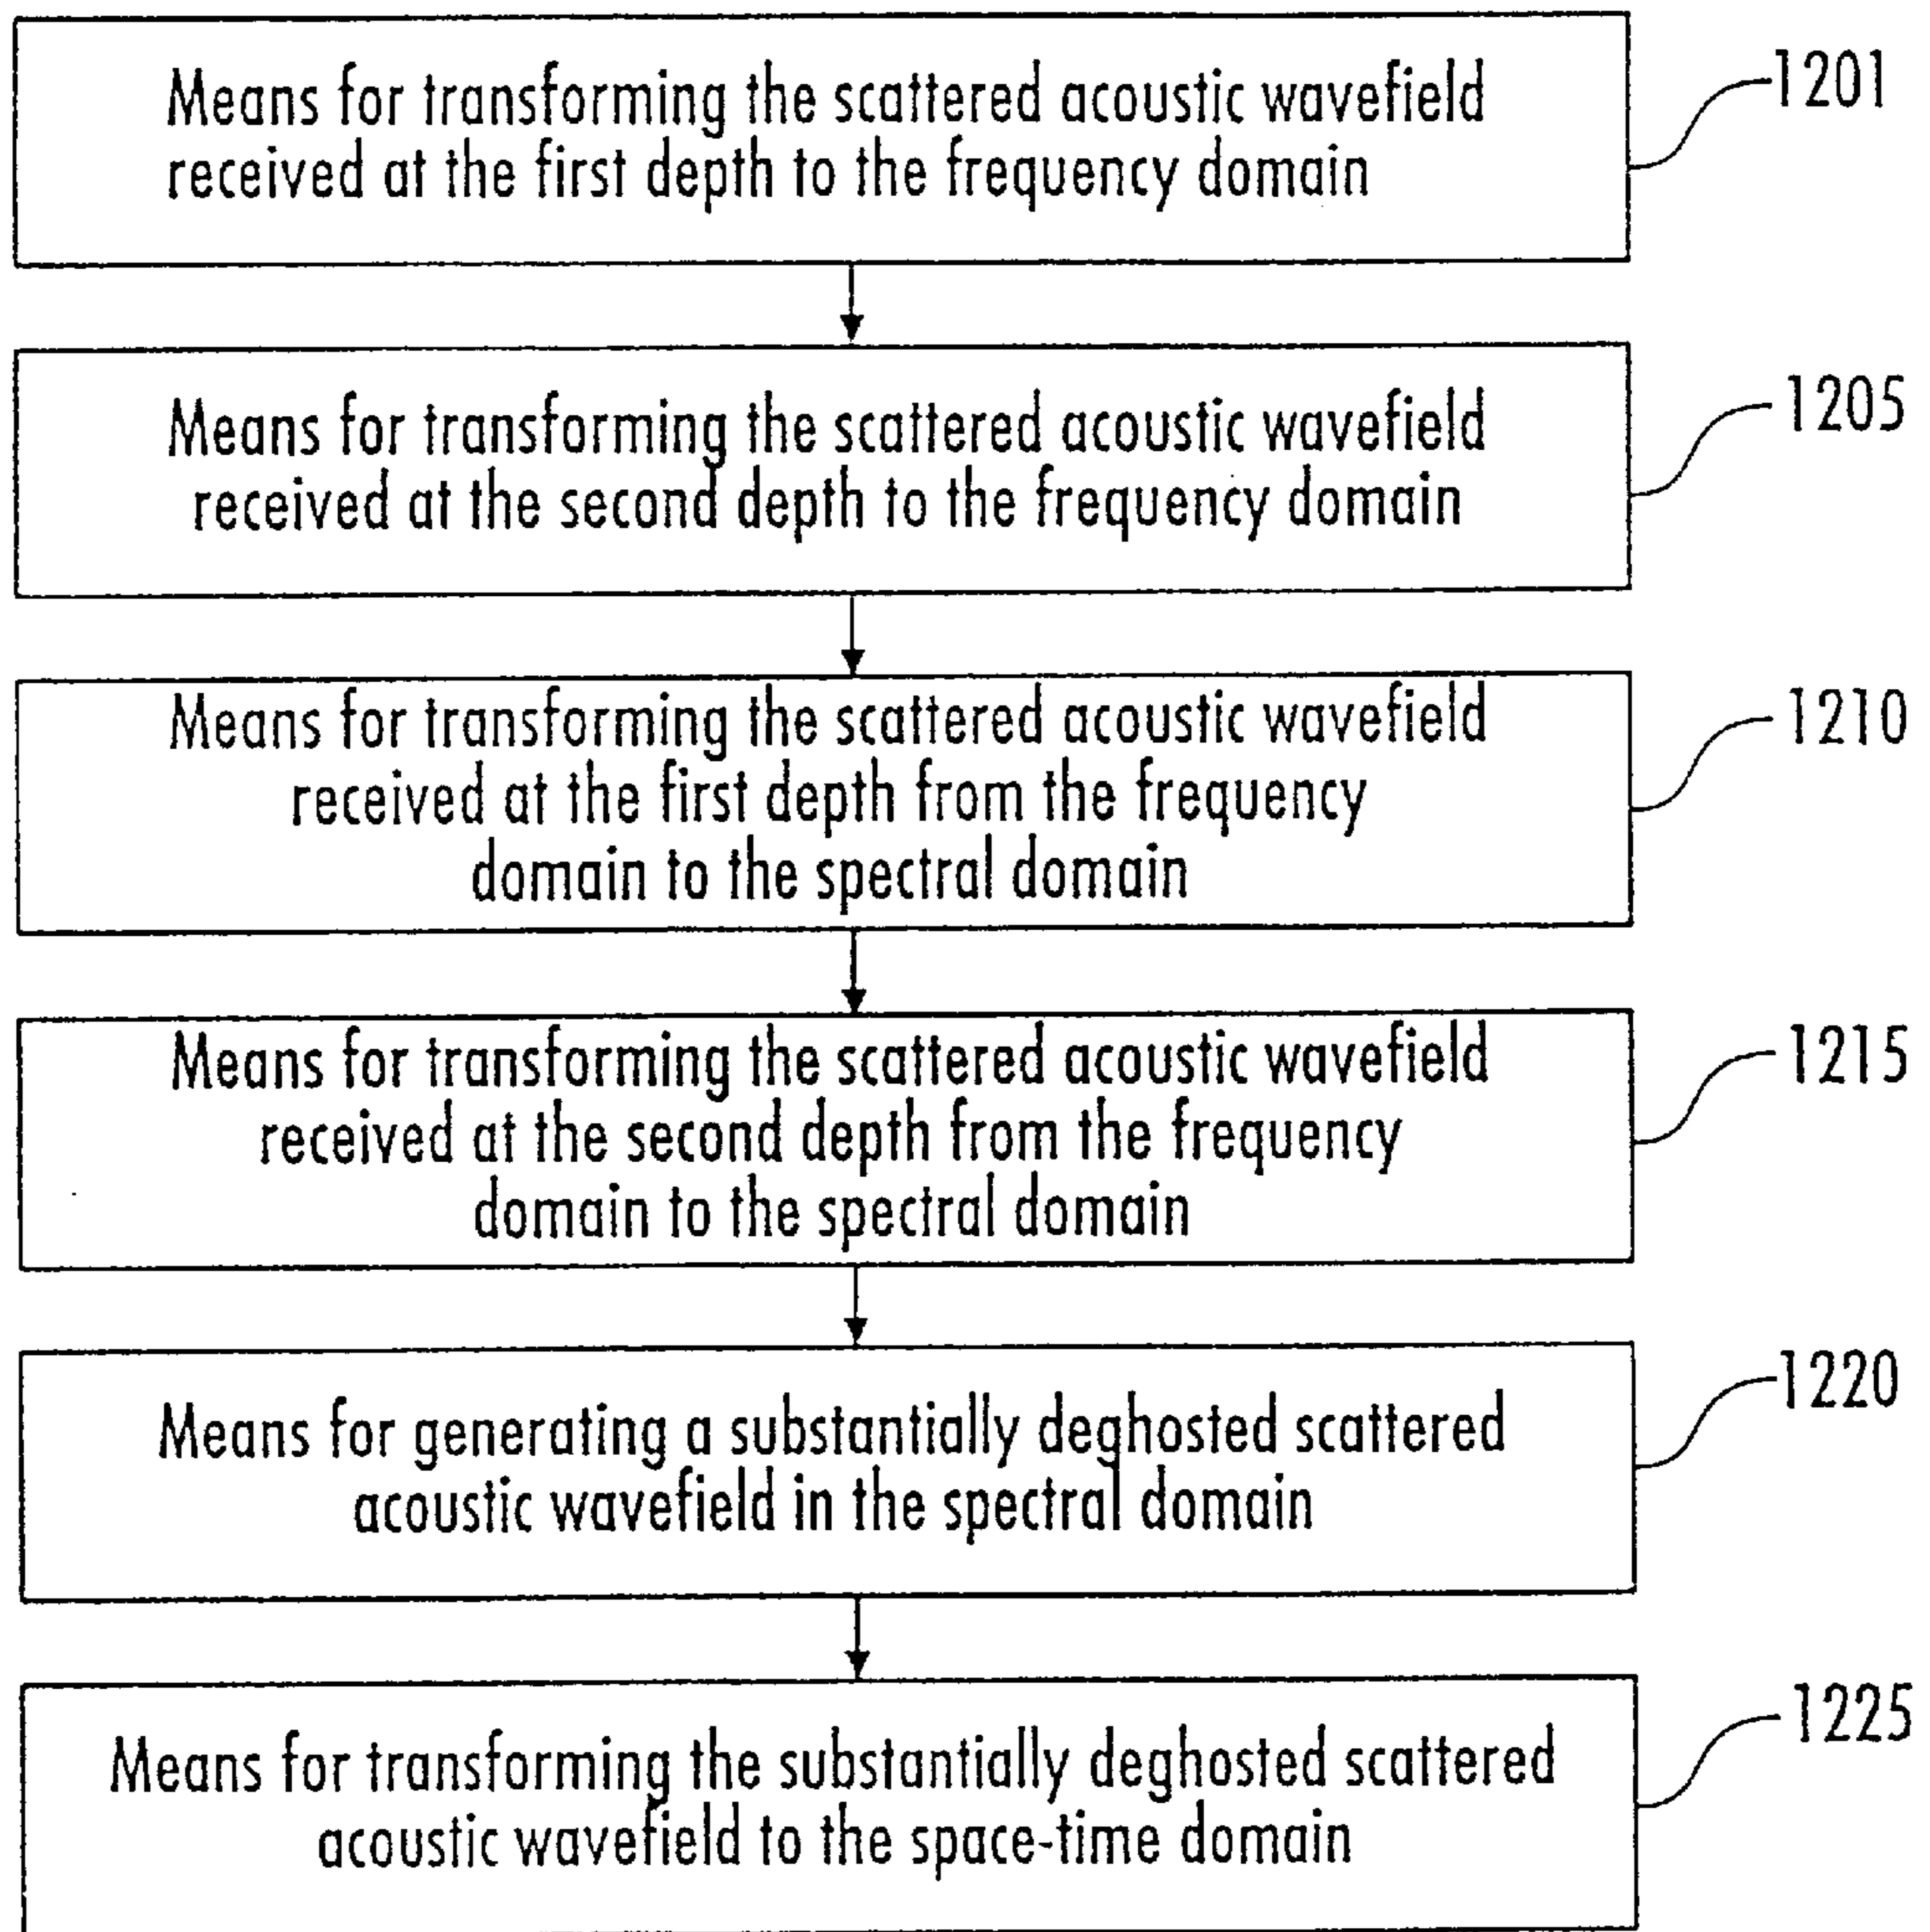 Means for transforming the scattered acoustic wavefield
received at the first depth to the frequency domain
1201
Means for transforming the scattered acoustic wavefield
received at the second depth to the frequency domain
1205
Means for transforming the scattered acoustic wavefield
received at the first depth from the frequency
domain to the spectral domain
1210
Means for transforming the scattered acoustic wavefield
received at the second depth from the frequency
domain to the spectral domain
1215
Means for generating a substantially deghosted scattered
acoustic wavefield in the spectral domain
1220
Means for transforming the substantially deghosted scattered
acoustic wavefield to the space-time domain
1225